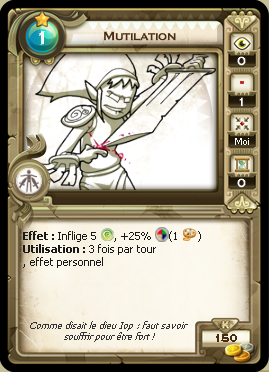 1
MUTILATION
0
1
Moi
0
Effet : Inflige 5 , +25% (1 )
Utilisation : 3 fois par tour
, effet personnel
Comme disait le dieu Iop : faut savoir
souffrir pour être fort !
K
150